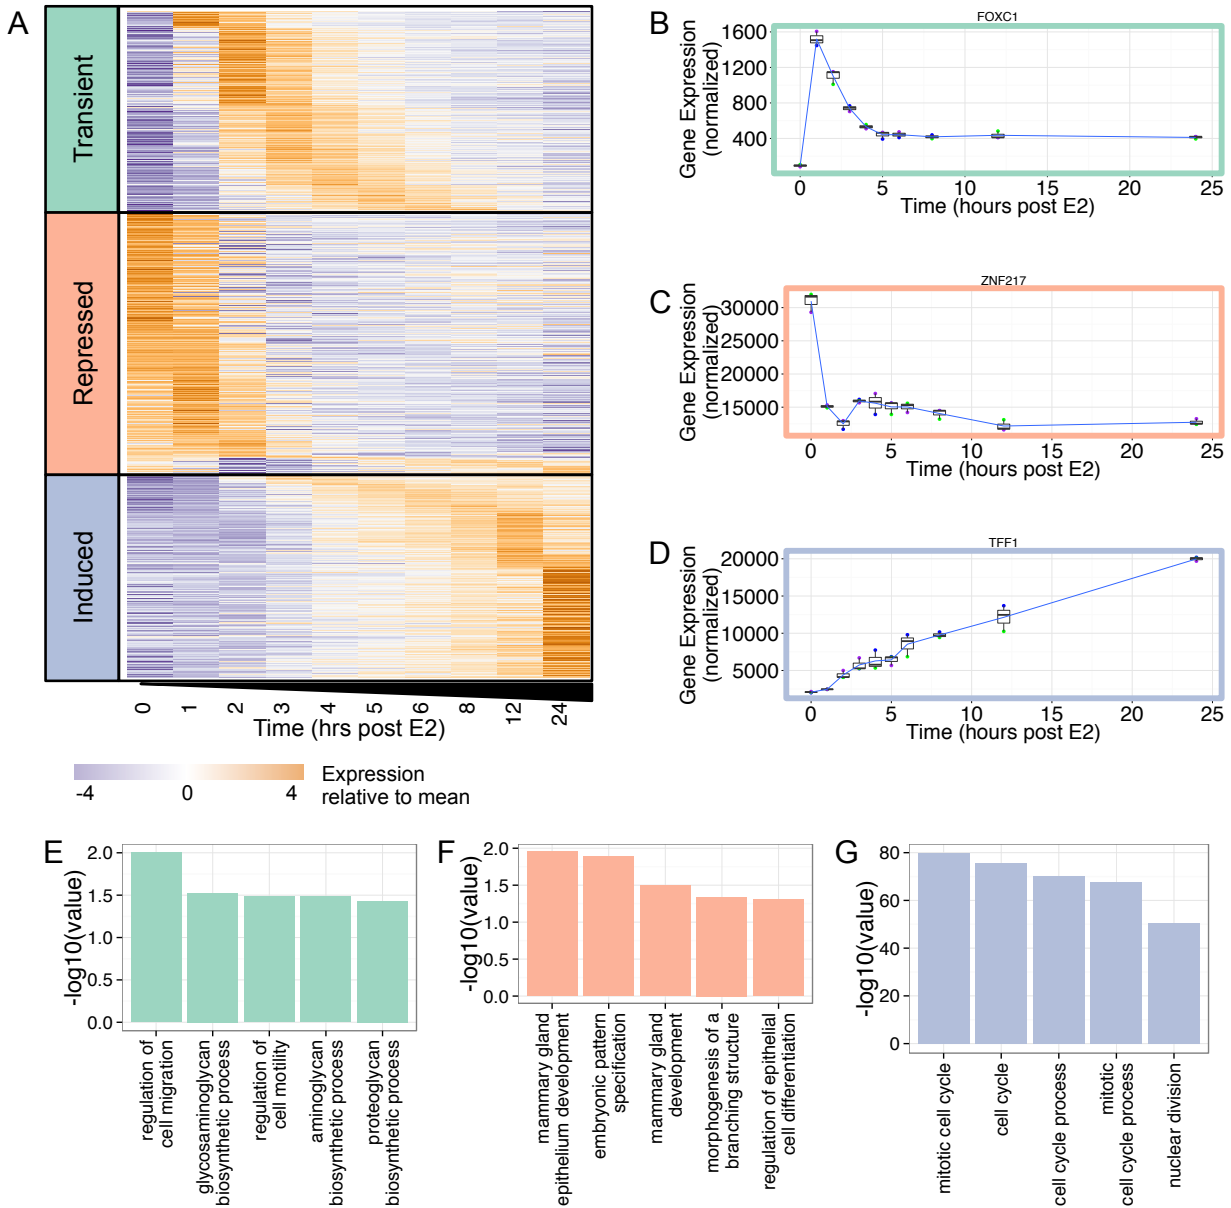 A
Transient
Repressed
Induced
0 1 2 3 4 5 6 8 12 24
Time (hrs post E2)
-4 0 4
Expression
relative to mean
B
FOXC1
Gene Expression
(normalized)
1600
1200
800
400
0 5 10 15 20 25
Time (hours post E2)
C
ZNF217
Gene Expression
(normalized)
30000
25000
20000
15000
0 5 10 15 20 25
Time (hours post E2)
D
TFF1
Gene Expression
(normalized)
20000
15000
10000
5000
0 5 10 15 20 25
Time (hours post E2)
E
-log10(value)
2.0
1.5
1.0
0.5
0.0
regulation of
cell migration
glycosaminoglycan
biosynthetic process
regulation of
cell motility
aminoglycan
biosynthetic process
proteoglycan
biosynthetic process
F
-log10(value)
2.0
1.5
1.0
0.5
0.0
mammary gland
epithelium development
embryonic pattern
specification
mammary gland
development
morphogenesis of a
branching structure
regulation of epithelial
cell differentiation
G
-log10(value)
80
60
40
20
0
mitotic cell cycle
cell cycle
cell cycle process
mitotic
cell cycle process
nuclear division